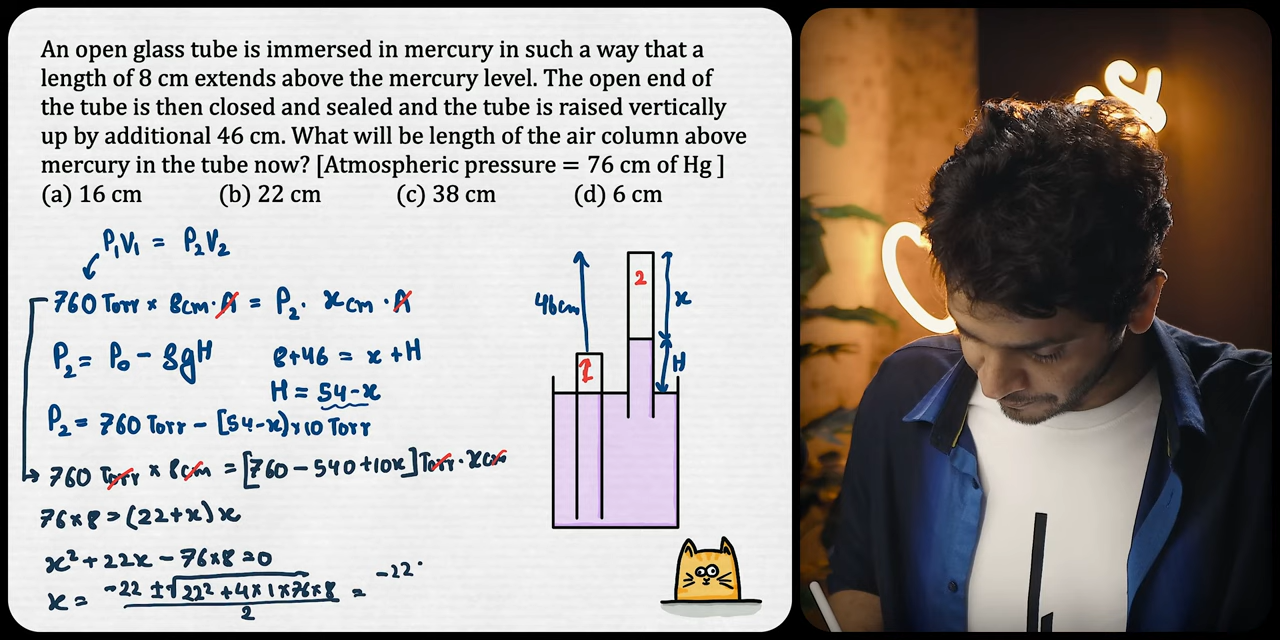 An open glass tube is immersed in mercury in such a way that a
length of 8 cm extends above the mercury level. The open end of
the tube is then closed and sealed and the tube is raised vertically
up by additional 46 cm. What will be length of the air column above
mercury in the tube now? [Atmospheric pressure = 76 cm of Hg ]
(a) 16 cm (b) 22 cm (c) 38 cm (d) 6 cm
P₁V₁ = P₂V₂
760 Torr × 8cm·A = P₂· x cm · A
P₂ = P₀ − ρgH
8+46 = x + H
H = 54-x
P₂ = 760 Torr − [54-x]×10 Torr
760 Torr × 8cm = [760 − 540 + 10x] Torr · x cm
76×8 = (22+x) x
x² + 22x − 76×8 = 0
x = -22 ± √22² + 4×1×76×8 / 2 = -22
46cm
1
2
x
H